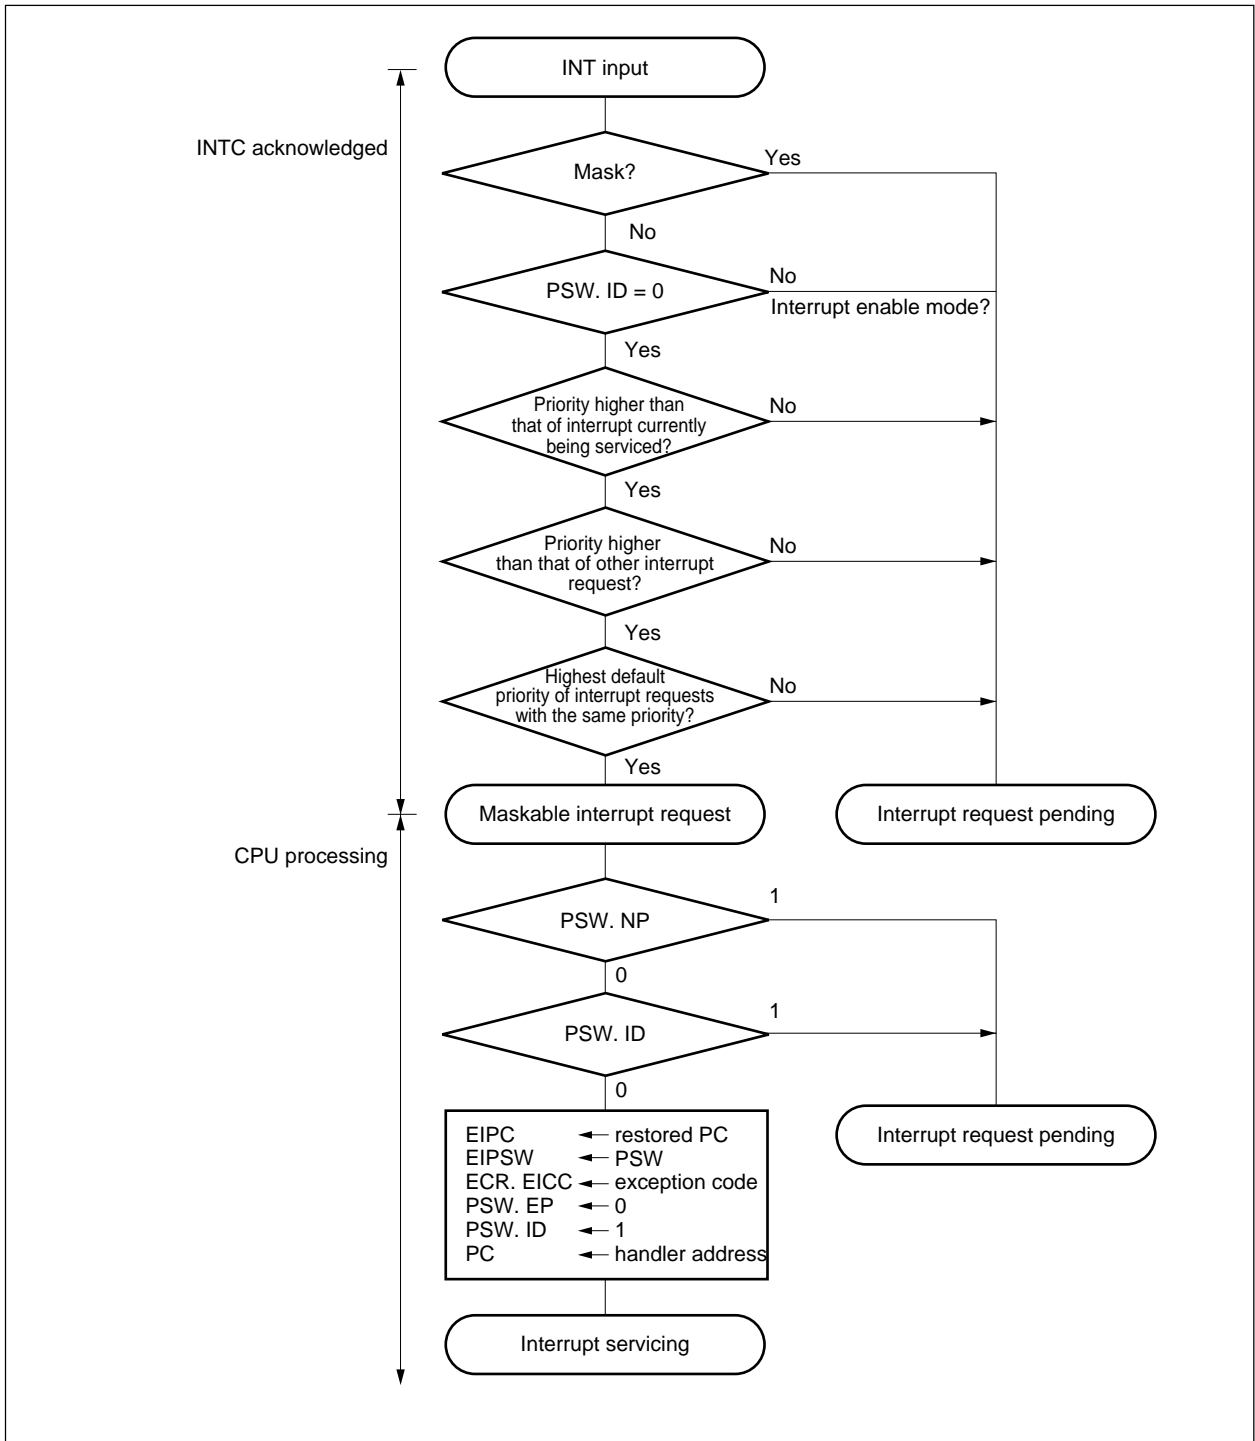 INT input
INTC acknowledged
Mask?
Yes
No
PSW. ID = 0
No
Interrupt enable mode?
Yes
Priority higher than
that of interrupt currently
being serviced?
No
Yes
Priority higher
than that of other interrupt
request?
No
Yes
Highest default
priority of interrupt requests
with the same priority?
No
Yes
Maskable interrupt request
Interrupt request pending
CPU processing
PSW. NP
1
0
PSW. ID
1
0
EIPC ← restored PC
EIPSW ← PSW
ECR. EICC ← exception code
PSW. EP ← 0
PSW. ID ← 1
PC ← handler address
Interrupt request pending
Interrupt servicing